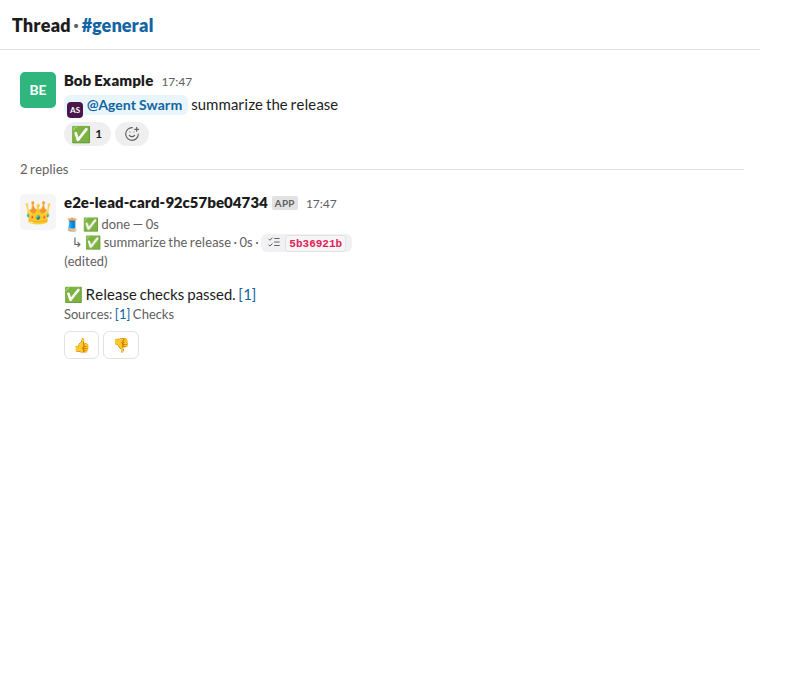 Thread • #general
BE
Bob Example 17:47
AS @Agent Swarm summarize the release
✅ 1
2 replies
e2e-lead-card-92c57be04734 APP 17:47
🧵 ✅ done — 0s
↳ ✅ summarize the release · 0s · 5b36921b
(edited)
✅ Release checks passed. [1]
Sources: [1] Checks
👍 👎